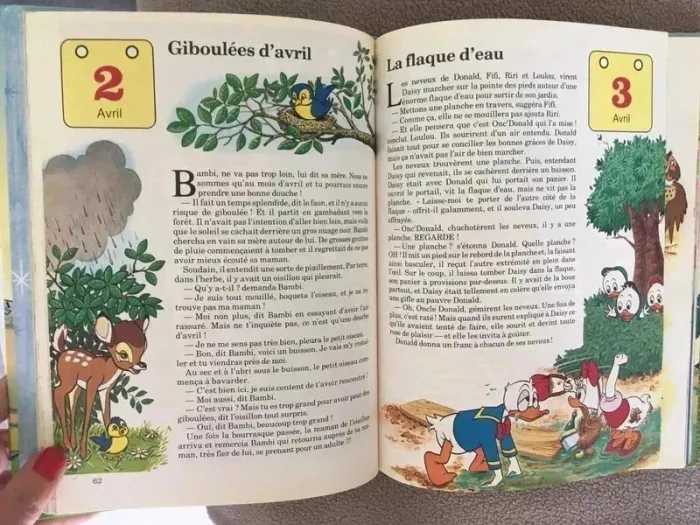 2
Avril
Giboulées d'avril
Bambi, ne va pas trop loin, lui dit sa mère. Nous ne
sommes qu'au mois d'avril et tu pourrais encore
prendre une bonne douche !
— Il fait un temps splendide, dit le faon, et il n'y a aucun
risque de giboulée ! Et il partit en gambadant vers la
forêt. Il n'avait pas l'intention d'aller bien loin, mais voilà
que le soleil se cachait derrière un gros nuage noir. Bambi
chercha en vain sa mère autour de lui. De grosses gouttes
de pluie commençaient à tomber et il regrettait de ne pas
avoir mieux écouté sa maman.
Soudain, il entendit une sorte de piaillement. Par terre,
dans l'herbe, il y avait un oisillon qui pleurait.
— Qu'y a-t-il ? demanda Bambi.
— Je suis tout mouillé, hoqueta l'oiseau, et je ne
trouve pas ma maman !
— Moi non plus, dit Bambi en essayant d'avoir l'air
rassuré. Mais ne t'inquiète pas, ce n'est qu'une douche
d'avril !
— Je ne me sens pas très bien, pleura le petit oiseau.
— Bon, dit Bambi, voici un buisson. Je vais m'y
installer et tu viendras près de moi.
Au sec et à l'abri sous le buisson, le petit oiseau com-
mença à bavarder.
— C'est bien ici, je suis content de t'avoir rencontré !
— Moi aussi, dit Bambi.
— C'est vrai ? Mais tu es trop grand pour avoir peur des
giboulées, dit l'oisillon tout surpris.
— Oui, dit Bambi, beaucoup trop grand !
Une fois la bourrasque passée, la maman de l'oisillon
arriva et remercia Bambi qui retourna auprès de sa ma-
man, très fier de lui, se prenant pour un adulte !!!
62
La flaque d'eau
3
Avril
Les neveux de Donald, Fifi, Riri et Loulou, virent
Daisy marcher sur la pointe des pieds autour d'une
énorme flaque d'eau pour sortir de son jardin.
— Mettons une planche en travers, suggéra Fifi.
— Comme ça, elle ne se mouillera pas ajouta Riri.
— Et elle pensera que c'est Onc'Donald qui l'a mise !
conclut Loulou. Ils sourirent d'un air entendu. Donald
faisait tout pour se concilier les bonnes grâces de Daisy,
mais ça n'avait pas l'air de bien marcher.
Les neveux trouvèrent une planche. Puis, entendant
Daisy qui revenait, ils se cachèrent derrière un buisson.
Daisy était avec Donald qui lui portait son panier. Il
ouvrit le portail, vit la flaque d'eau, mais ne vit pas la
planche. « Laisse-moi te porter de l'autre côté de la
flaque » offrit-il galamment, et il souleva Daisy, un peu
effrayée.
— Onc'Donald, chuchotèrent les neveux, il y a une
planche. REGARDE !
— Une planche ? s'étonna Donald. Quelle planche ?
OH ! Il mit un pied sur le rebord de la planche et, la faisant
ainsi basculer, il reçut l'autre extrémité en plein dans
l'œil. Sur le coup, il laissa tomber Daisy dans la flaque,
son panier à provisions par-dessus. Il y avait de la boue
partout, et Daisy était tellement en colère qu'elle envoya
une gifle au pauvre Donald.
— Oh, Oncle Donald, gémirent les neveux. Une fois de
plus, c'est raté ! Mais quand ils eurent expliqué à Daisy ce
qu'ils avaient tenté de faire, elle sourit et devint toute
rose de plaisir — et elle les invita à goûter.
Donald donna un franc à chacun de ses neveux !